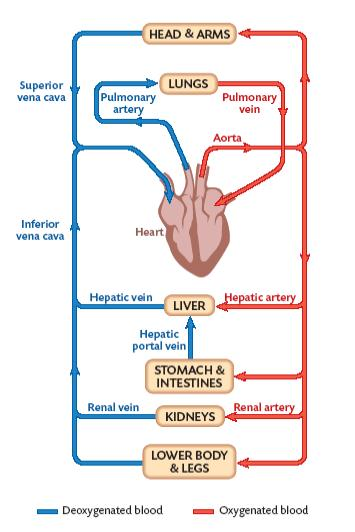 HEAD & ARMS
Superior
vena cava
LUNGS
Pulmonary
artery
Pulmonary
vein
Aorta
Inferior
vena cava
Heart
Hepatic vein
LIVER
Hepatic artery
Hepatic
portal vein
STOMACH &
INTESTINES
Renal vein
KIDNEYS
Renal artery
LOWER BODY
& LEGS
Deoxygenated blood
Oxygenated blood